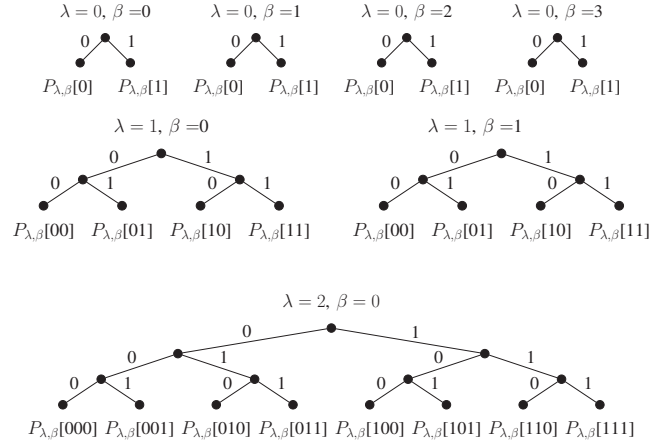 λ = 0, β = 0 λ = 0, β = 1 λ = 0, β = 2 λ = 0, β = 3
0 1 0 1 0 1 0 1
P_{λ,β}[0] P_{λ,β}[1] P_{λ,β}[0] P_{λ,β}[1] P_{λ,β}[0] P_{λ,β}[1] P_{λ,β}[0] P_{λ,β}[1]
λ = 1, β = 0 λ = 1, β = 1
0 1 0 1
0 1 0 1 0 1 0 1
P_{λ,β}[00] P_{λ,β}[01] P_{λ,β}[10] P_{λ,β}[11] P_{λ,β}[00] P_{λ,β}[01] P_{λ,β}[10] P_{λ,β}[11]
λ = 2, β = 0
0 1
0 1 0 1
0 1 0 1 0 1 0 1
P_{λ,β}[000] P_{λ,β}[001] P_{λ,β}[010] P_{λ,β}[011] P_{λ,β}[100] P_{λ,β}[101] P_{λ,β}[110] P_{λ,β}[111]